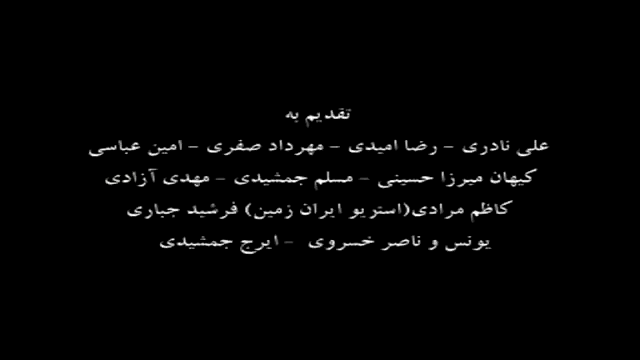 تقدیم به
علی نادری - رضا امیدی - مهرداد صفری - امین عباسی
کیهان میرزا حسینی - مسلم جمشیدی - مهدی آزادی
کاظم مرادی(استریو ایران زمین) فرشید جباری
یونس و ناصر خسروی - ایرج جمشیدی